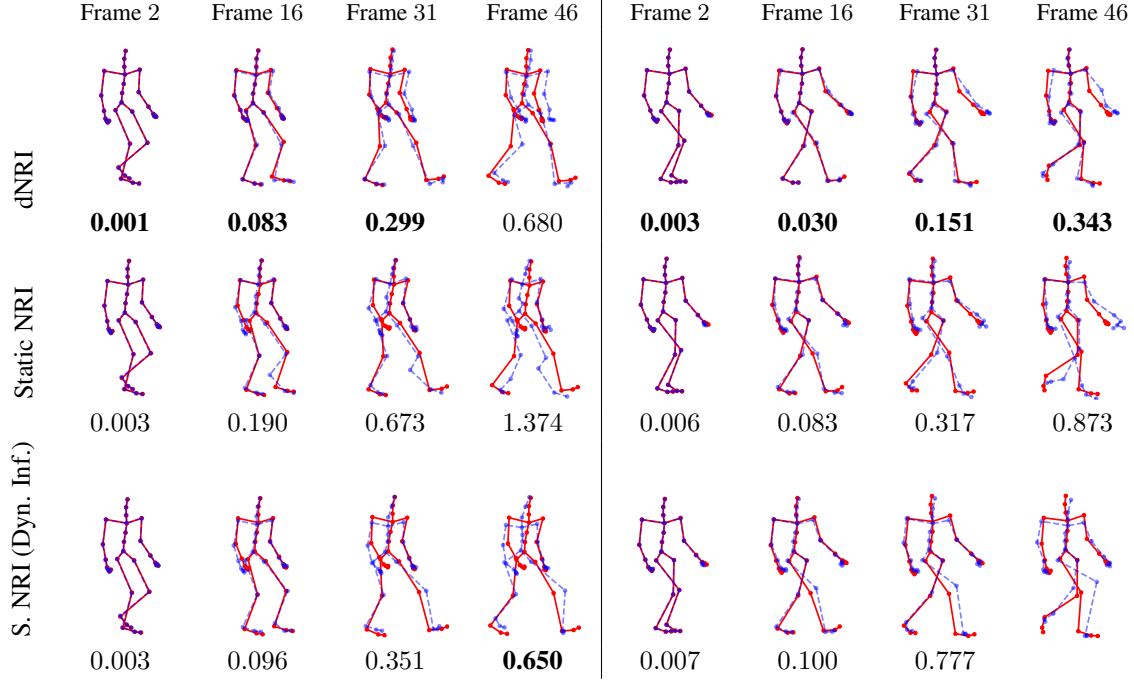 Frame 2 Frame 16 Frame 31 Frame 46 Frame 2 Frame 16 Frame 31 Frame 46
dNRI
0.001 0.083 0.299 0.680 0.003 0.030 0.151 0.343
Static NRI
0.003 0.190 0.673 1.374 0.006 0.083 0.317 0.873
S. NRI (Dyn. Inf.)
0.003 0.096 0.351 0.650 0.007 0.100 0.777